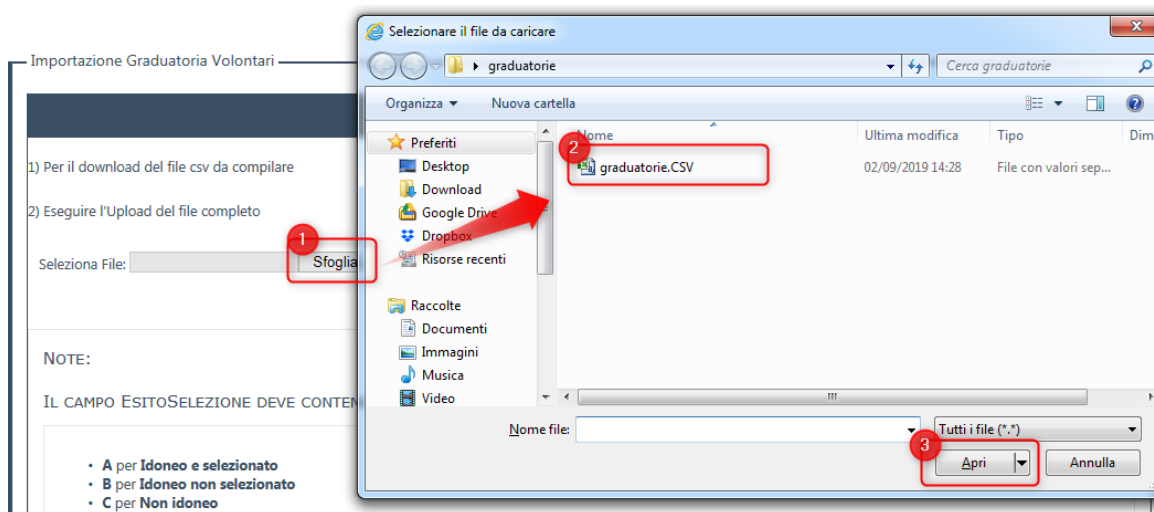 Importazione Graduatoria Volontari
1) Per il download del file csv da compilare
2) Eseguire l'Upload del file completo
1
Seleziona File:
Sfoglia
NOTE:
IL CAMPO ESITOSELEZIONE DEVE CONTEN
• A per Idoneo e selezionato
• B per Idoneo non selezionato
• C per Non idoneo
Selezionare il file da caricare
graduatorie
Cerca graduatorie
Organizza
Nuova cartella
Preferiti
Desktop
Download
Google Drive
Dropbox
Risorse recenti
Raccolte
Documenti
Immagini
Musica
Video
Nome Ultima modifica Tipo Dim
2
graduatorie.CSV 02/09/2019 14:28 File con valori sep...
Nome file:
Tutti i file (*.*)
3
Apri
Annulla